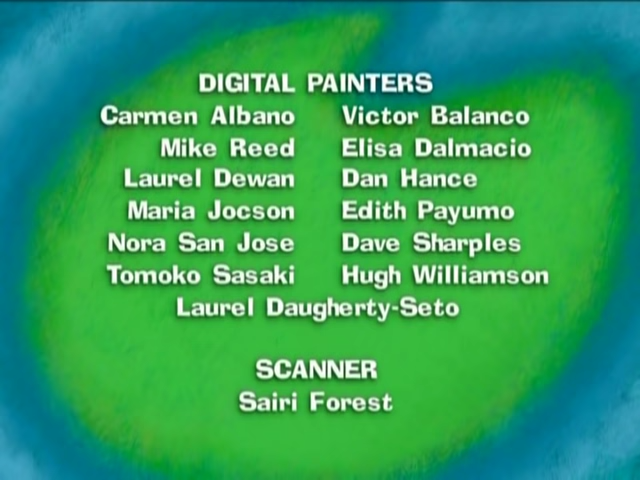 DIGITAL PAINTERS
Carmen Albano Victor Balanco
Mike Reed Elisa Dalmacio
Laurel Dewan Dan Hance
Maria Jocson Edith Payumo
Nora San Jose Dave Sharples
Tomoko Sasaki Hugh Williamson
Laurel Daugherty-Seto
SCANNER
Sairi Forest